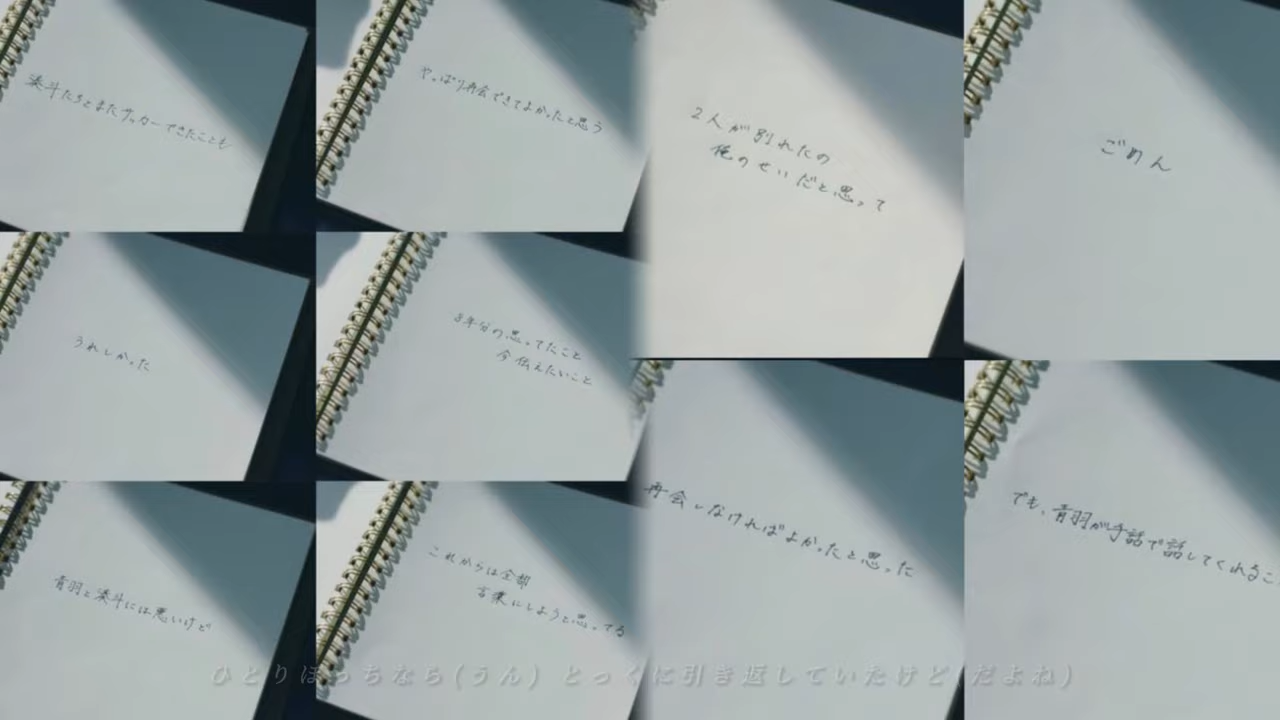 湊斗たちとまたサッカーできたことも
うれしかった
青羽と湊斗には悪いけど
やっぱり再会できてよかったと思う
8年分の思ってたこと
今 伝えたいこと
これからは全部
言葉にしようと思ってる
2人が別れたの
俺のせいだと思って
再会しなければよかったと思った
ごめん
でも、青羽が手話で話してくれるこ
ひとりぼっちなら(うん) とっくに引き返していたけど(だよね)